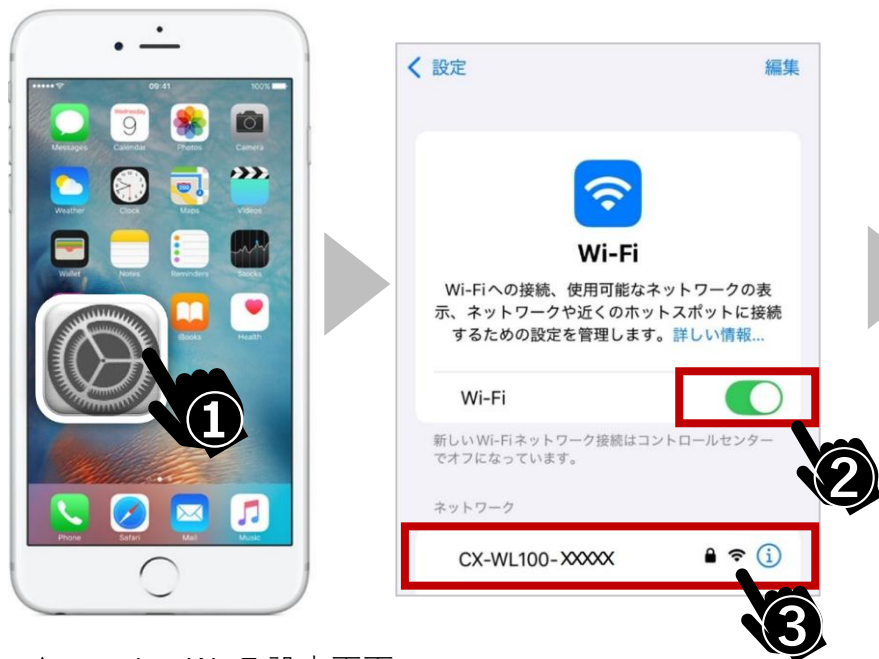 09:41
100%
Wednesday
9
Messages
Calendar
Photos
Camera
280
Weather
Clock
Maps
Videos
Wallet
Notes
Reminders
Stocks
iBooks
Health
①
Phone
Safari
Mail
Music
設定
編集
Wi-Fi
Wi-Fiへの接続、使用可能なネットワークの表
示、ネットワークや近くのホットスポットに接続
するための設定を管理します。詳しい情報...
Wi-Fi
②
新しいWi-Fiネットワーク接続はコントロールセンター
でオフになっています。
ネットワーク
CX-WL100-XXXXX
③